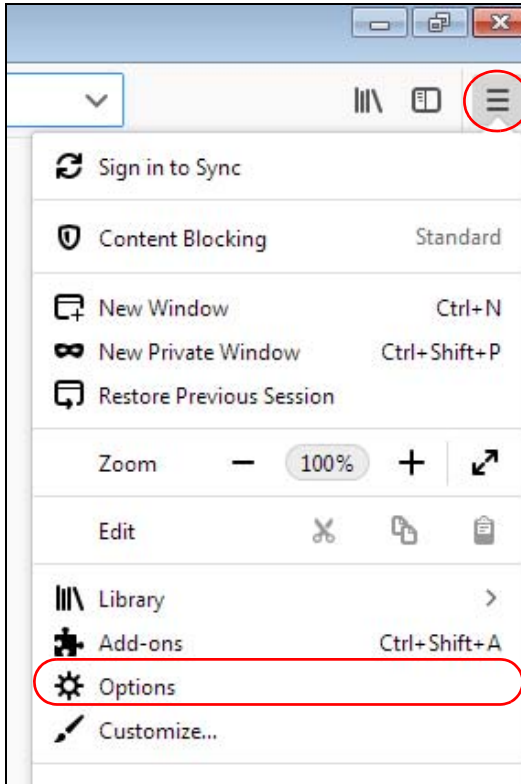 Sign in to Sync
Content Blocking Standard
New Window Ctrl+N
New Private Window Ctrl+Shift+P
Restore Previous Session
Zoom − 100% +
Edit
Library >
Add-ons Ctrl+Shift+A
Options
Customize...